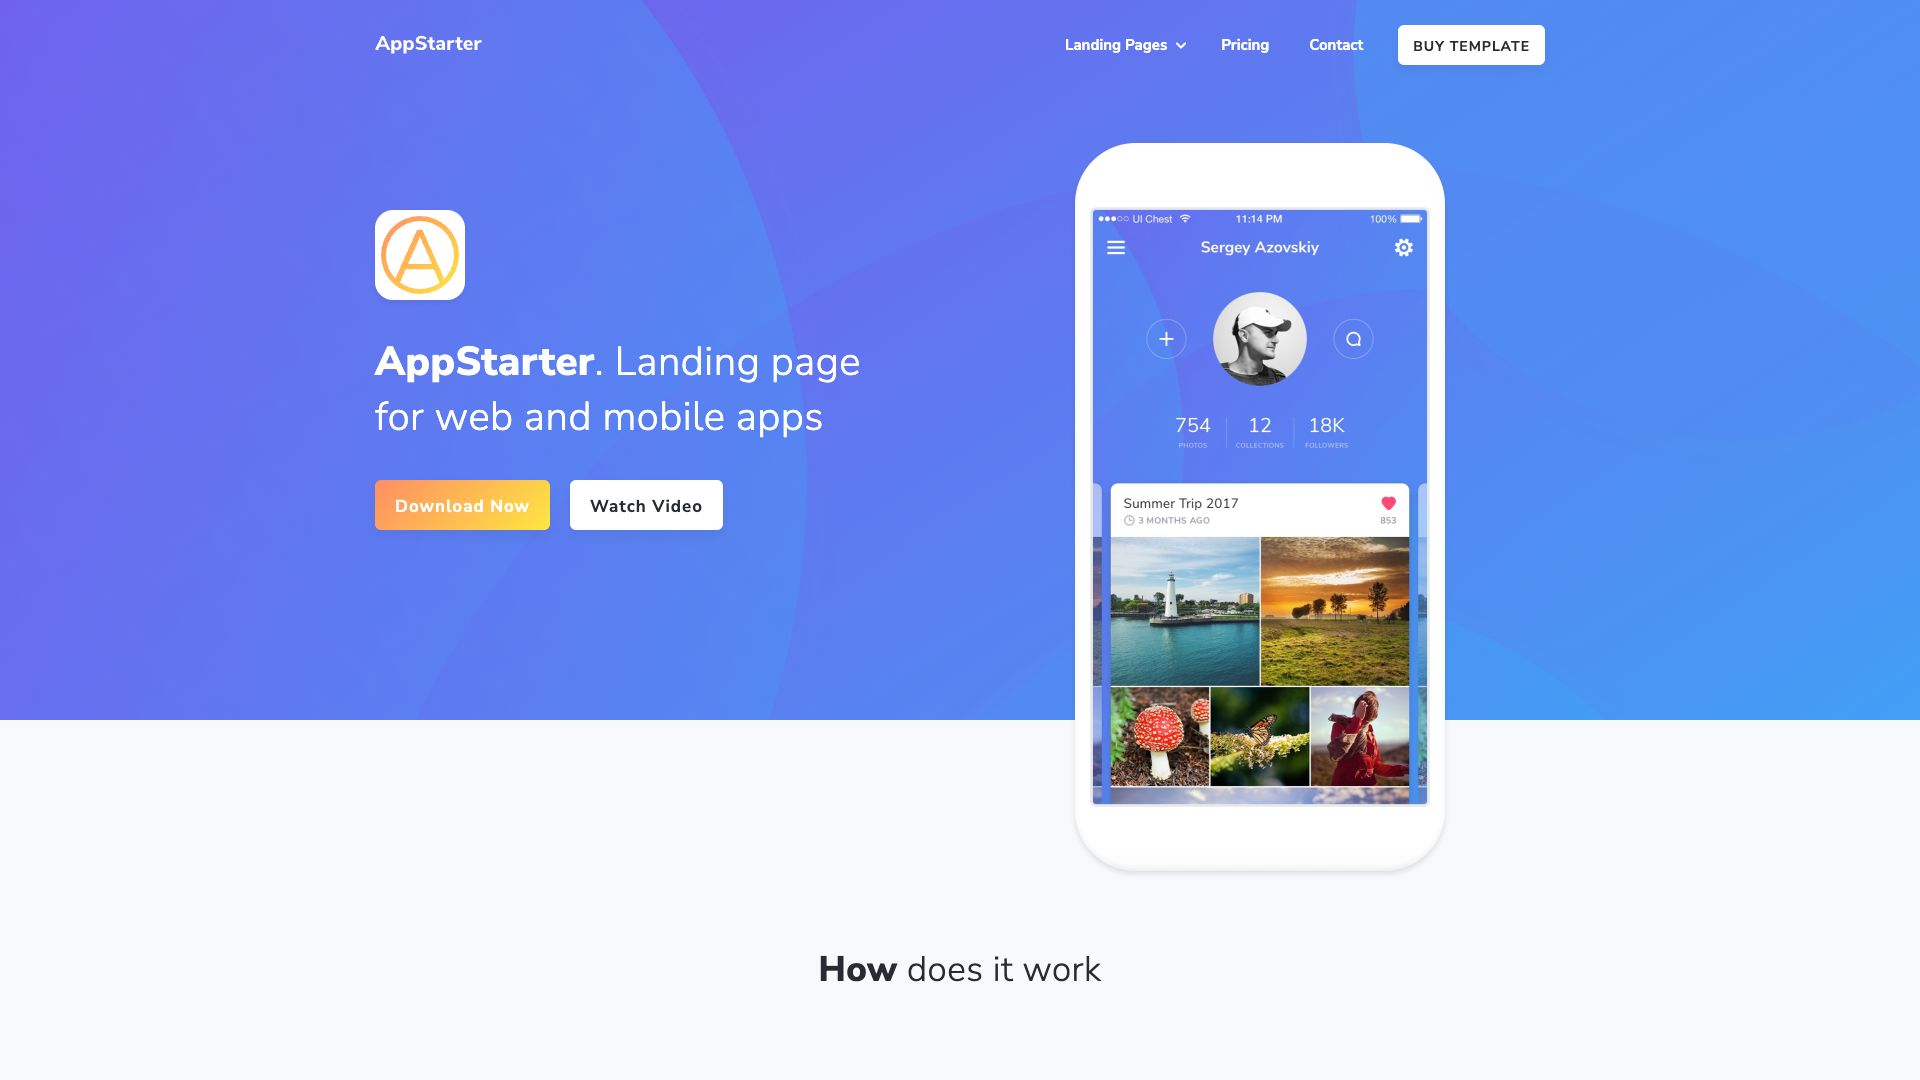 AppStarter
Landing Pages
Pricing
Contact
BUY TEMPLATE
AppStarter. Landing page
for web and mobile apps
Download Now
Watch Video
UI Chest
11:14 PM
100%
Sergey Azovskiy
754
12
18K
PHOTOS
COLLECTIONS
FOLLOWERS
Summer Trip 2017
3 MONTHS AGO
853
How does it work